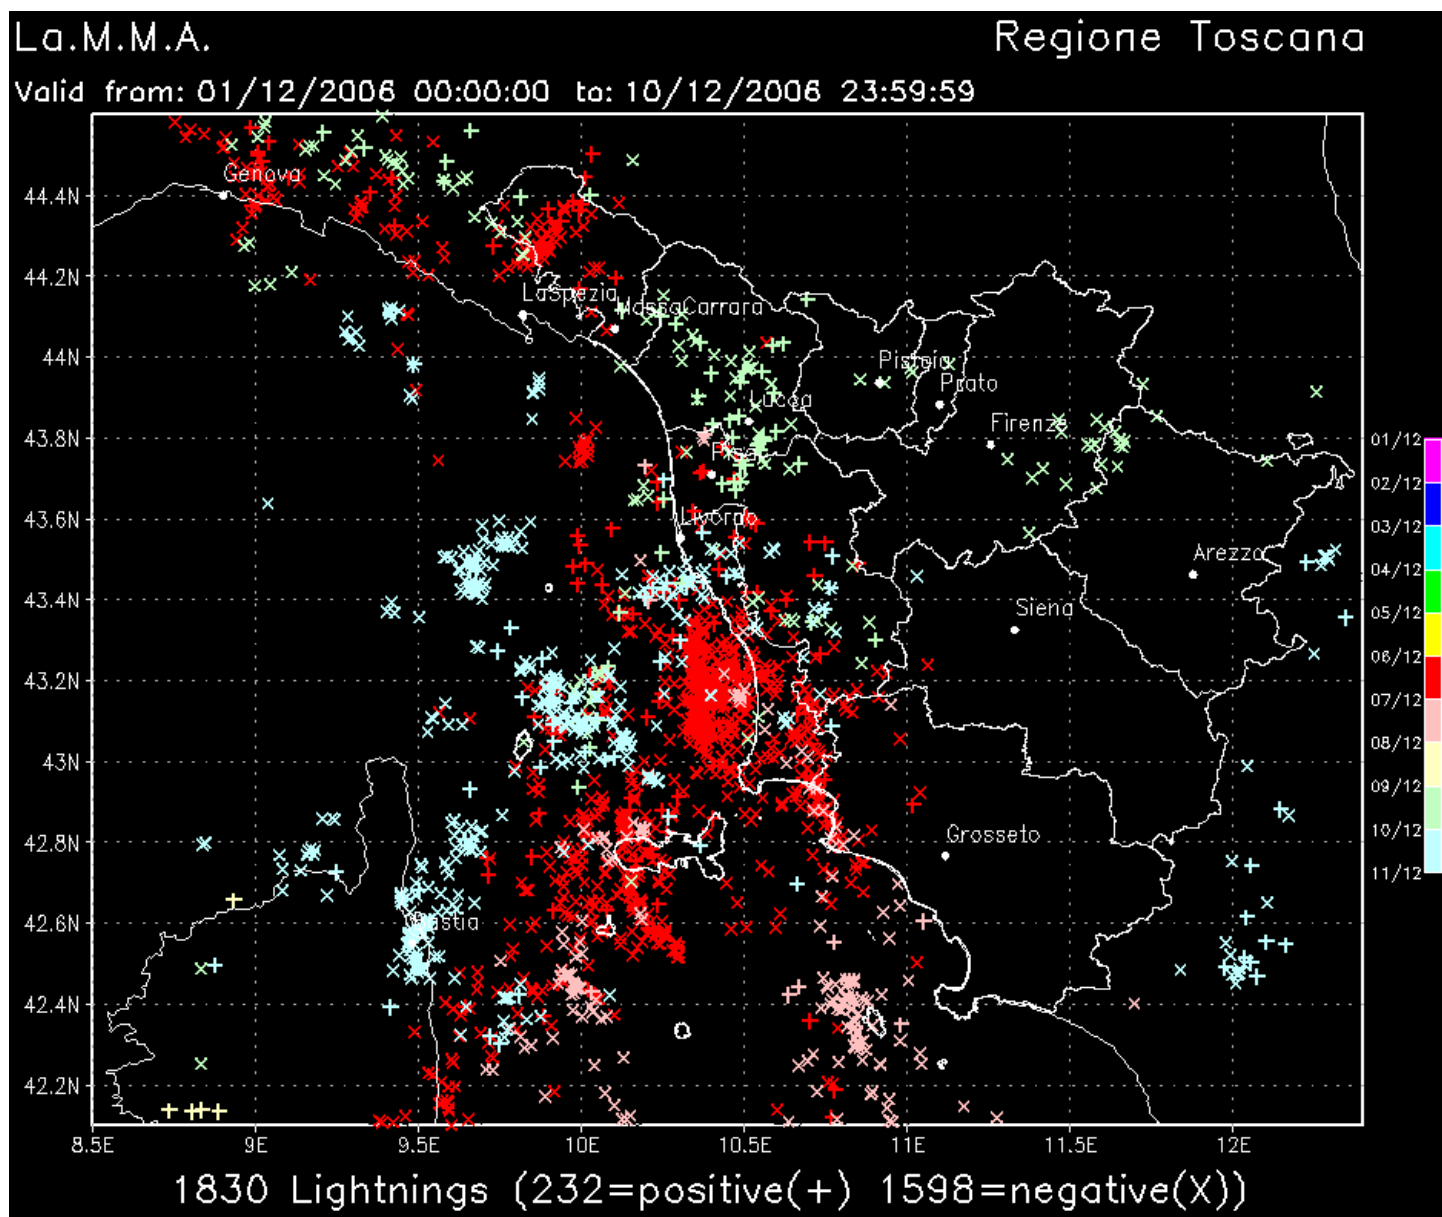 La.M.M.A. Regione Toscana
Valid from: 01/12/2006 00:00:00 to: 10/12/2006 23:59:59
Genova
44.4N
44.2N
LaSpezia
MassaCarrara
44N
Pistoia
Prato
Lucca
Firenze
43.8N
Pisa
43.6N
Livorno
Arezzo
43.4N
Siena
43.2N
43N
42.8N
Grosseto
42.6N
Bastia
42.4N
42.2N
8.5E 9E 9.5E 10E 10.5E 11E 11.5E 12E
01/12
02/12
03/12
04/12
05/12
06/12
07/12
08/12
09/12
10/12
11/12
1830 Lightnings (232=positive(+) 1598=negative(X))